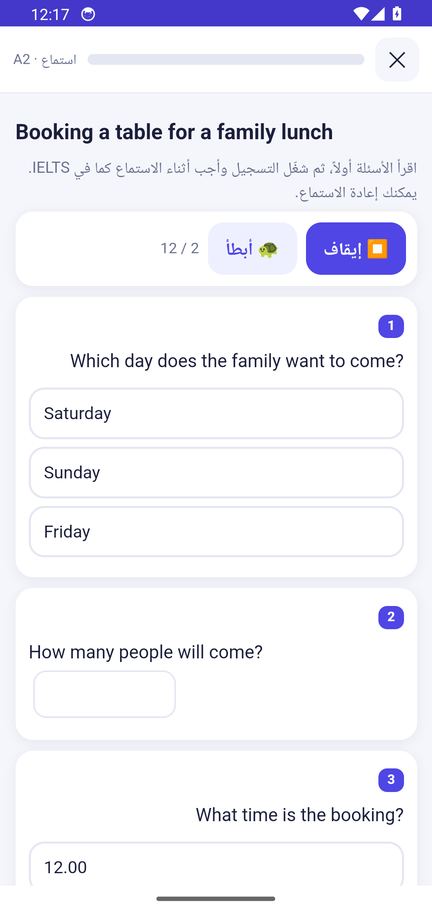 12:17
استماع · A2
Booking a table for a family lunch
اقرأ الأسئلة أولاً، ثم شغّل التسجيل وأجب أثناء الاستماع كما في IELTS.
يمكنك إعادة الاستماع.
إيقاف
أبطأ
2 / 12
1
Which day does the family want to come?
Saturday
Sunday
Friday
2
How many people will come?
3
What time is the booking?
12.00